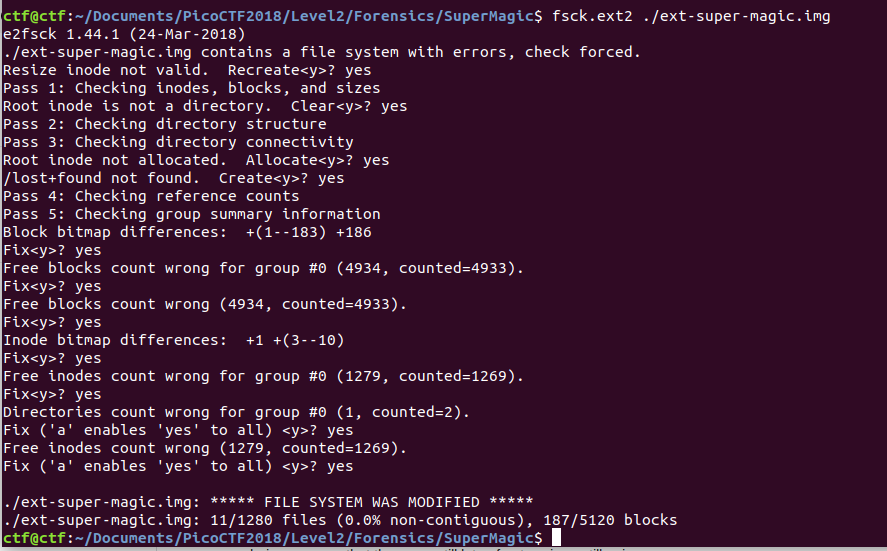 ctf@ctf:~/Documents/PicoCTF2018/Level2/Forensics/SuperMagic$ fsck.ext2 ./ext-super-magic.img
e2fsck 1.44.1 (24-Mar-2018)
./ext-super-magic.img contains a file system with errors, check forced.
Resize inode not valid.  Recreate<y>? yes
Pass 1: Checking inodes, blocks, and sizes
Root inode is not a directory.  Clear<y>? yes
Pass 2: Checking directory structure
Pass 3: Checking directory connectivity
Root inode not allocated.  Allocate<y>? yes
/lost+found not found.  Create<y>? yes
Pass 4: Checking reference counts
Pass 5: Checking group summary information
Block bitmap differences:  +(1--183) +186
Fix<y>? yes
Free blocks count wrong for group #0 (4934, counted=4933).
Fix<y>? yes
Free blocks count wrong (4934, counted=4933).
Fix<y>? yes
Inode bitmap differences:  +1 +(3--10)
Fix<y>? yes
Free inodes count wrong for group #0 (1279, counted=1269).
Fix<y>? yes
Directories count wrong for group #0 (1, counted=2).
Fix ('a' enables 'yes' to all) <y>? yes
Free inodes count wrong (1279, counted=1269).
Fix ('a' enables 'yes' to all) <y>? yes

./ext-super-magic.img: ***** FILE SYSTEM WAS MODIFIED *****
./ext-super-magic.img: 11/1280 files (0.0% non-contiguous), 187/5120 blocks
ctf@ctf:~/Documents/PicoCTF2018/Level2/Forensics/SuperMagic$